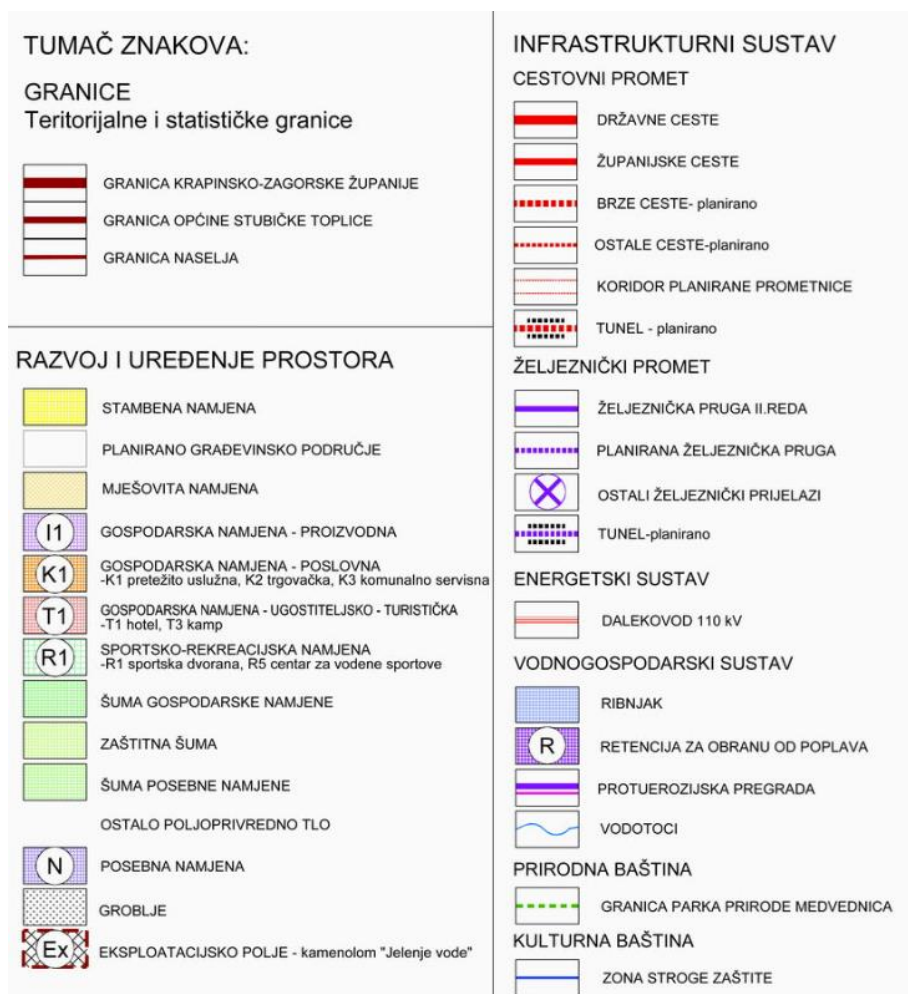 TUMAČ ZNAKOVA:
GRANICE
Teritorijalne i statističke granice
GRANICA KRAPINSKO-ZAGORSKE ŽUPANIJE
GRANICA OPĆINE STUBIČKE TOPLICE
GRANICA NASELJA
RAZVOJ I UREĐENJE PROSTORA
STAMBENA NAMJENA
PLANIRANO GRAĐEVINSKO PODRUČJE
MJEŠOVITA NAMJENA
I1 GOSPODARSKA NAMJENA - PROIZVODNA
K1 GOSPODARSKA NAMJENA - POSLOVNA
-K1 pretežito uslužna, K2 trgovačka, K3 komunalno servisna
T1 GOSPODARSKA NAMJENA - UGOSTITELJSKO - TURISTIČKA
-T1 hotel, T3 kamp
R1 SPORTSKO-REKREACIJSKA NAMJENA
-R1 sportska dvorana, R5 centar za vodene sportove
ŠUMA GOSPODARSKE NAMJENE
ZAŠTITNA ŠUMA
ŠUMA POSEBNE NAMJENE
OSTALO POLJOPRIVREDNO TLO
N POSEBNA NAMJENA
GROBLJE
Ex EKSPLOATACIJSKO POLJE - kamenolom "Jelenje vode"
INFRASTRUKTURNI SUSTAV
CESTOVNI PROMET
DRŽAVNE CESTE
ŽUPANIJSKE CESTE
BRZE CESTE- planirano
OSTALE CESTE-planirano
KORIDOR PLANIRANE PROMETNICE
TUNEL - planirano
ŽELJEZNIČKI PROMET
ŽELJEZNIČKA PRUGA II.REDA
PLANIRANA ŽELJEZNIČKA PRUGA
OSTALI ŽELJEZNIČKI PRIJELAZI
TUNEL-planirano
ENERGETSKI SUSTAV
DALEKOVOD 110 kV
VODNOGOSPODARSKI SUSTAV
RIBNJAK
R RETENCIJA ZA OBRANU OD POPLAVA
PROTUEROZIJSKA PREGRADA
VODOTOCI
PRIRODNA BAŠTINA
GRANICA PARKA PRIRODE MEDVEDNICA
KULTURNA BAŠTINA
ZONA STROGE ZAŠTITE